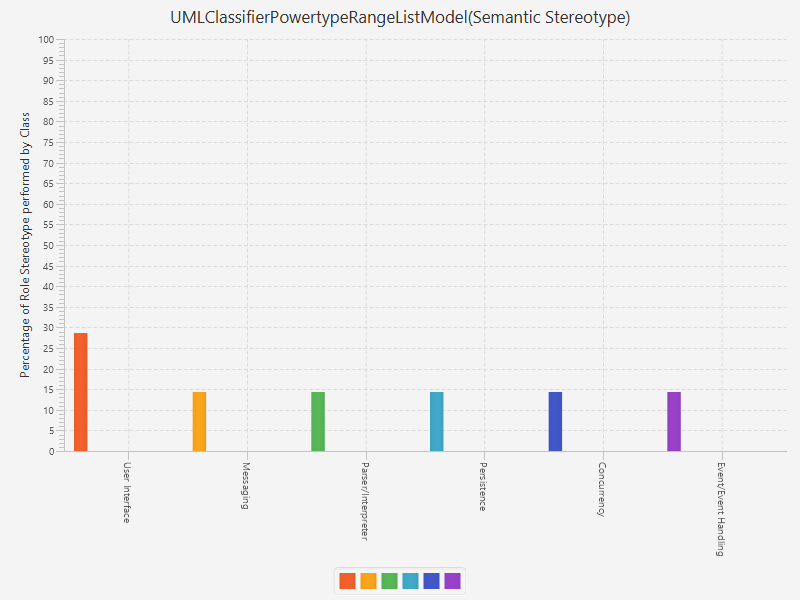 UMLClassifierPowertypeRangeListModel(Semantic Stereotype)
Percentage of Role Stereotype performed by Class
100
95
90
85
80
75
70
65
60
55
50
45
40
35
30
25
20
15
10
5
0
User Interface
Messaging
Parser/Interpreter
Persistence
Concurrency
Event/Event Handling